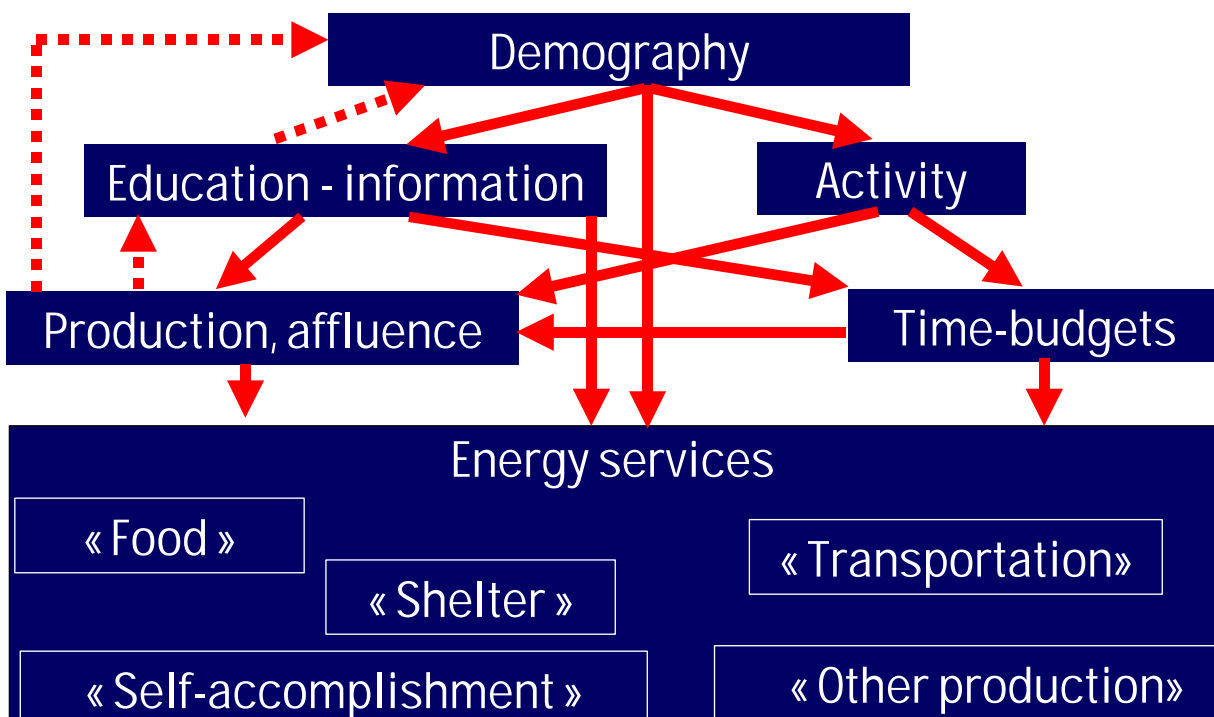 Demography
Education - information
Activity
Production, affluence
Time-budgets
Energy services
« Food »
« Transportation»
« Shelter »
« Self-accomplishment »
« Other production»